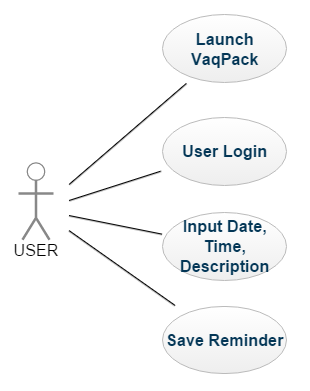 Launch
VaqPack
User Login
USER
Input Date,
Time,
Description
Save Reminder